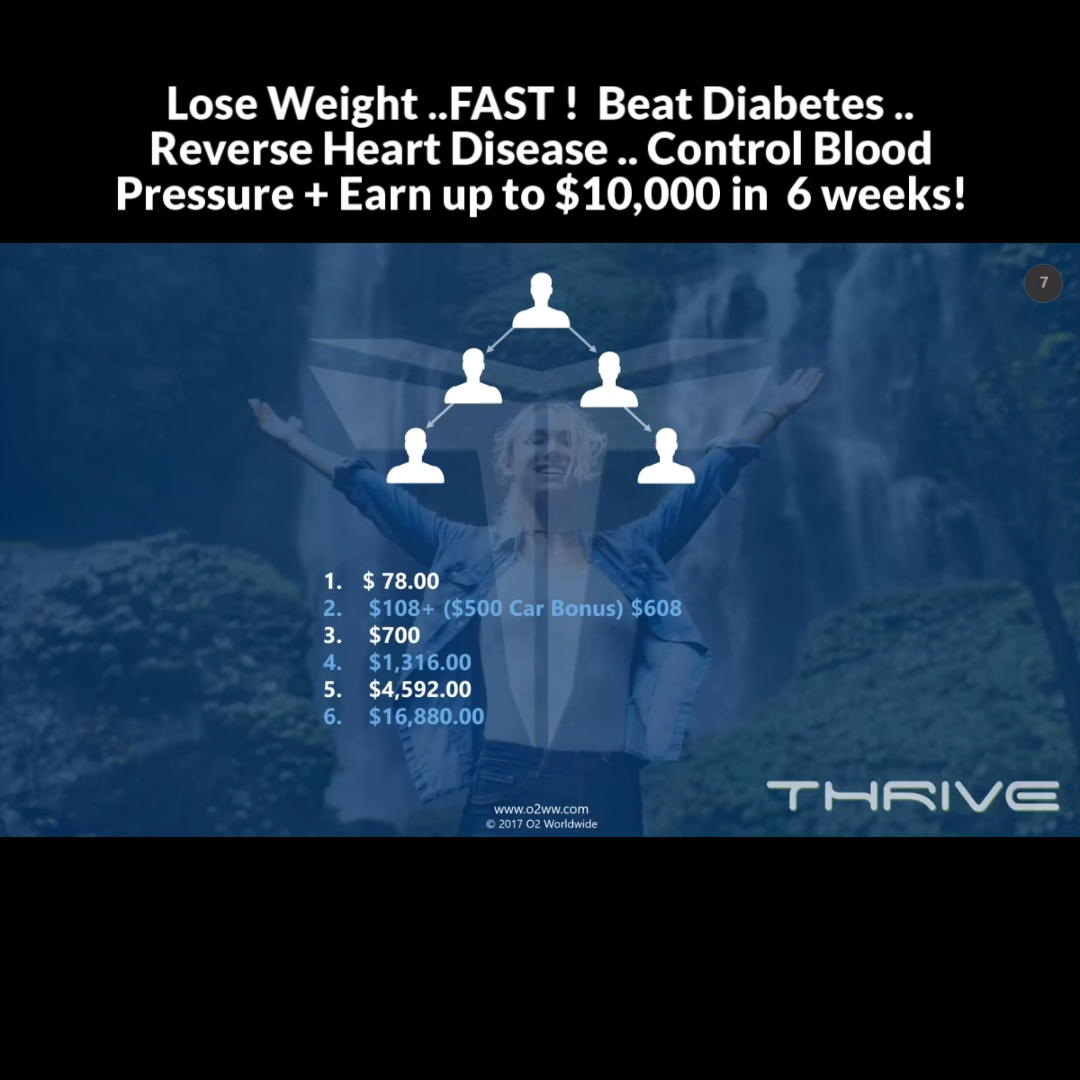 Lose Weight ..FAST !  Beat Diabetes ..
Reverse Heart Disease .. Control Blood
Pressure + Earn up to $10,000 in  6 weeks!
7
1. $ 78.00
2. $108+ ($500 Car Bonus) $608
3. $700
4. $1,316.00
5. $4,592.00
6. $16,880.00
THRIVE
www.o2ww.com
© 2017 O2 Worldwide